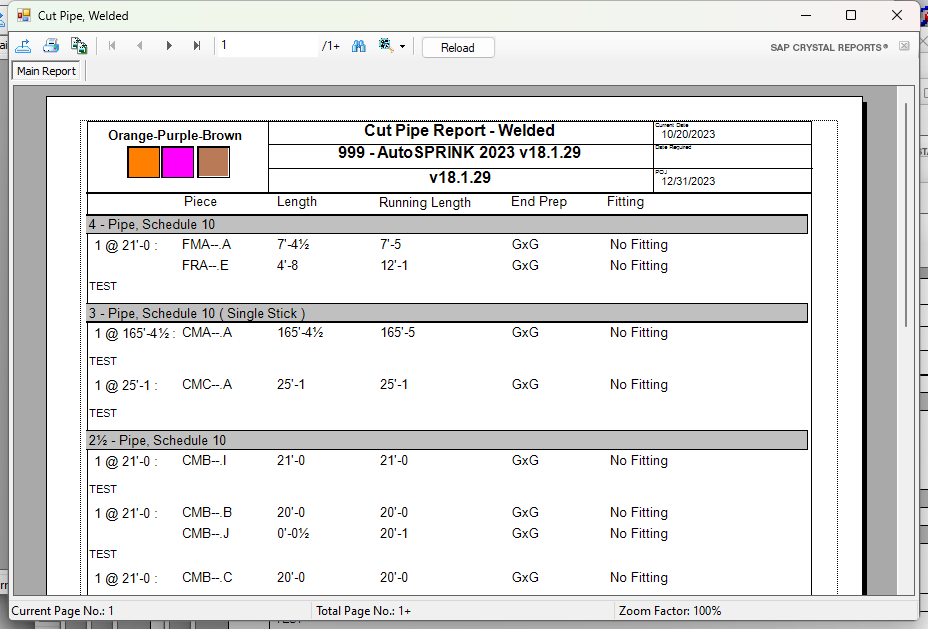 Cut Pipe, Welded
1 /1+ Reload SAP CRYSTAL REPORTS®
Main Report
Orange-Purple-Brown Cut Pipe Report - Welded Current Date 10/20/2023
999 - AutoSPRINK 2023 v18.1.29 Date Required
v18.1.29 12/31/2023
Piece Length Running Length End Prep Fitting
4 - Pipe, Schedule 10
1 @ 21'-0 : FMA--.A 7'-4½ 7'-5 GxG No Fitting
FRA--.E 4'-8 12'-1 GxG No Fitting
TEST
3 - Pipe, Schedule 10 ( Single Stick )
1 @ 165'-4½ : CMA--.A 165'-4½ 165'-5 GxG No Fitting
TEST
1 @ 25'-1 : CMC--.A 25'-1 25'-1 GxG No Fitting
TEST
2½ - Pipe, Schedule 10
1 @ 21'-0 : CMB--.I 21'-0 21'-0 GxG No Fitting
TEST
1 @ 21'-0 : CMB--.B 20'-0 20'-0 GxG No Fitting
CMB--.J 0'-0½ 20'-1 GxG No Fitting
TEST
1 @ 21'-0 : CMB--.C 20'-0 20'-0 GxG No Fitting
Current Page No.: 1 Total Page No.: 1+ Zoom Factor: 100%